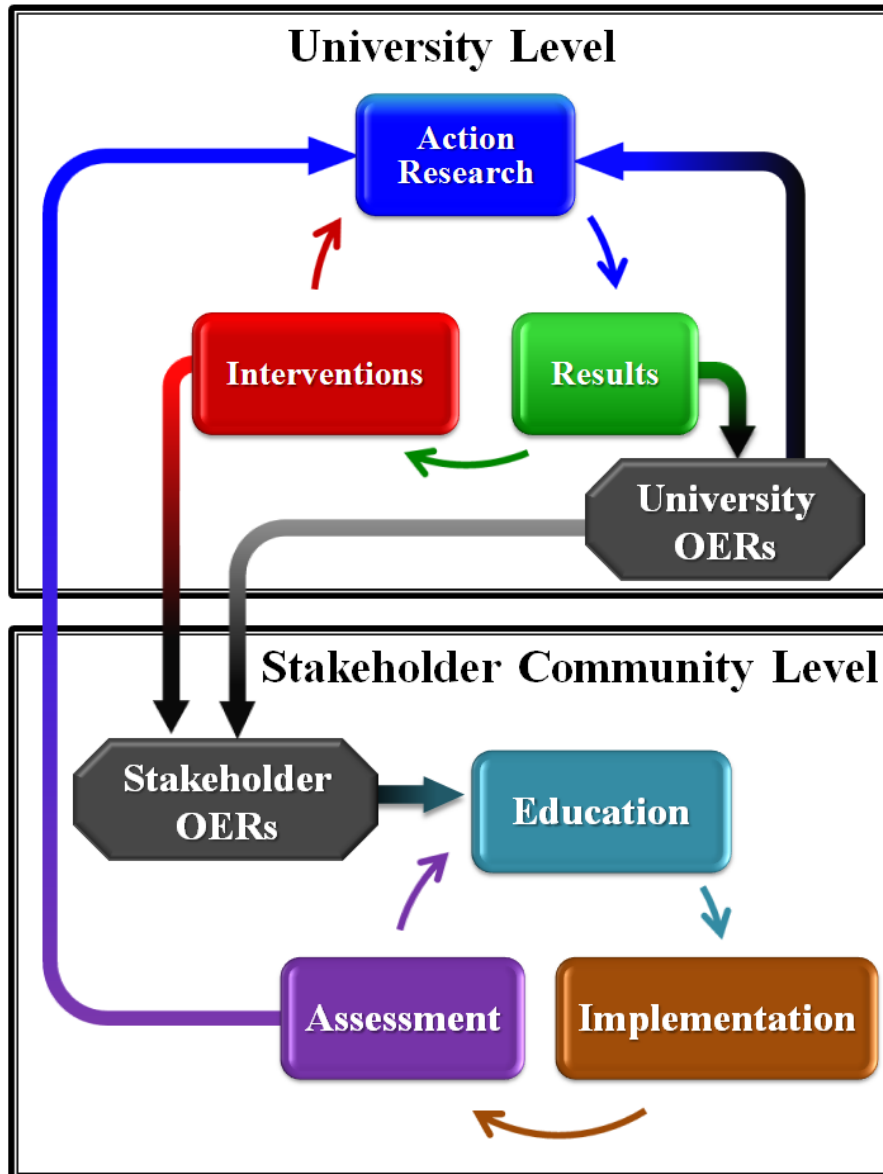 University Level
Action
Research
Interventions
Results
University
OERs
Stakeholder Community Level
Stakeholder
OERs
Education
Assessment
Implementation